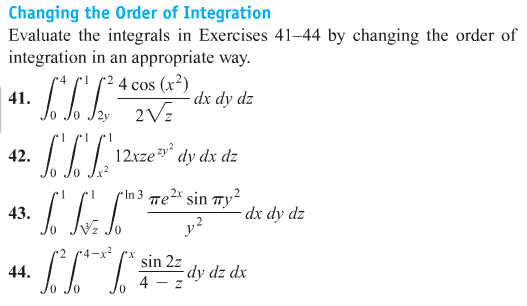 Changing the Order of Integration
Evaluate the integrals in Exercises 41–44 by changing the order of
integration in an appropriate way.
41. ∫₀⁴ ∫₀¹ ∫₂ᵧ² (4 cos (x²))/(2√z) dx dy dz
42. ∫₀¹ ∫₀¹ ∫ₓ²¹ 12xze^(zy²) dy dx dz
43. ∫₀¹ ∫_∛z^1 ∫₀^(ln 3) (πe²ˣ sin πy²)/(y²) dx dy dz
44. ∫₀² ∫₀^(4−x²) ∫₀ˣ (sin 2z)/(4 − z) dy dz dx